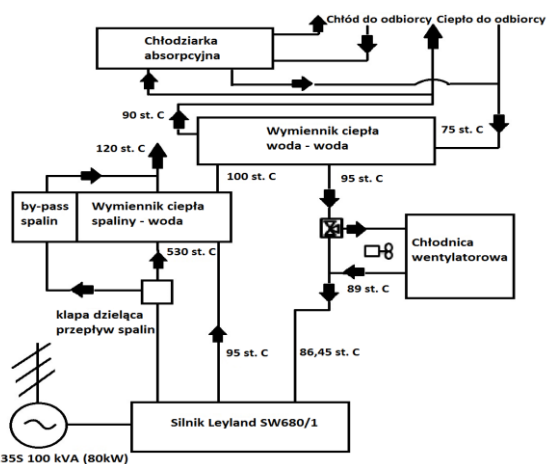 Chłód do odbiorcy Ciepło do odbiorcy
Chłodziarka
absorpcyjna
90 st. C
Wymiennik ciepła
woda - woda
75 st. C
120 st. C
100 st. C
95 st. C
by-pass
spalin
Wymiennik ciepła
spaliny - woda
Chłodnica
wentylatorowa
530 st. C
89 st. C
klapa dzieląca
przepływ spalin
95 st. C
86,45 st. C
Silnik Leyland SW680/1
35S 100 kVA (80kW)